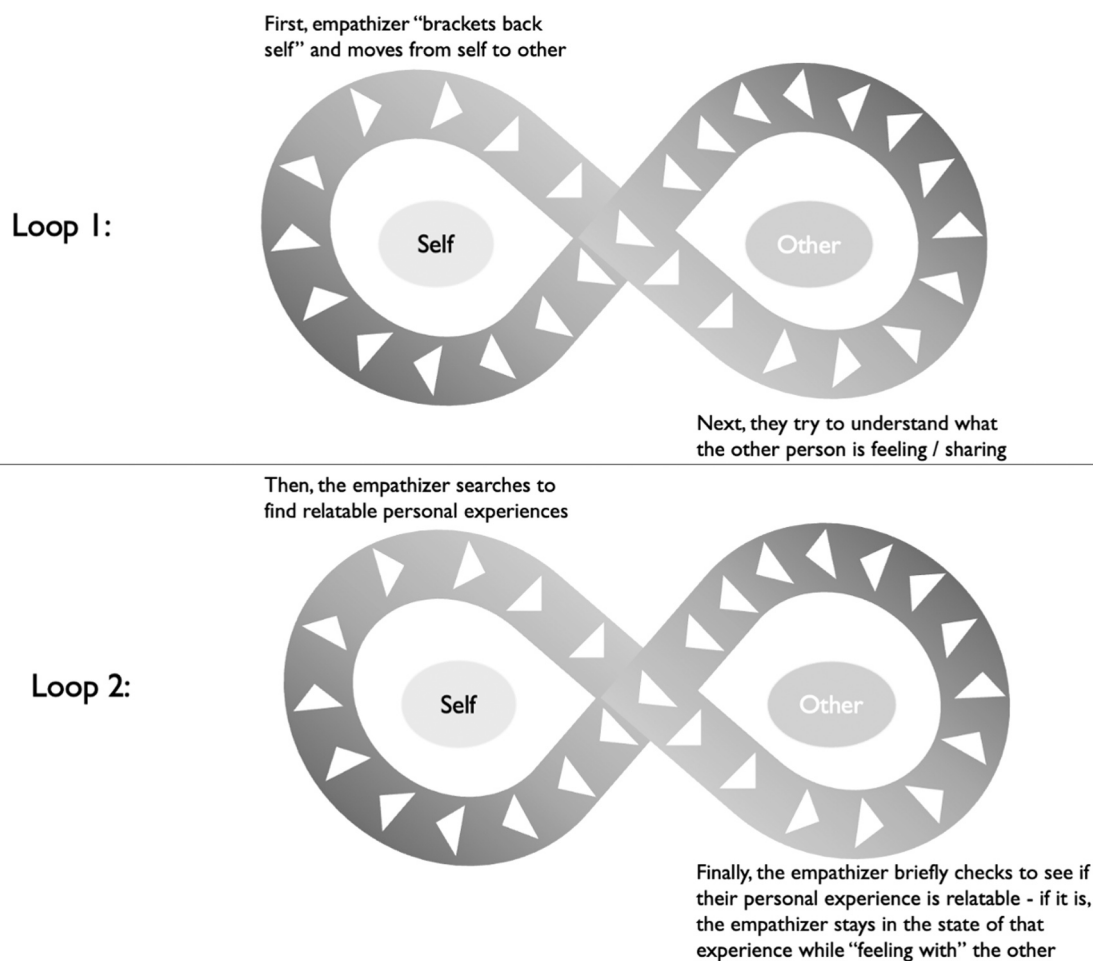 First, empathizer “brackets back
self” and moves from self to other
Loop 1:
Self
Other
Next, they try to understand what
the other person is feeling / sharing
Then, the empathizer searches to
find relatable personal experiences
Loop 2:
Self
Other
Finally, the empathizer briefly checks to see if
their personal experience is relatable - if it is,
the empathizer stays in the state of that
experience while “feeling with” the other